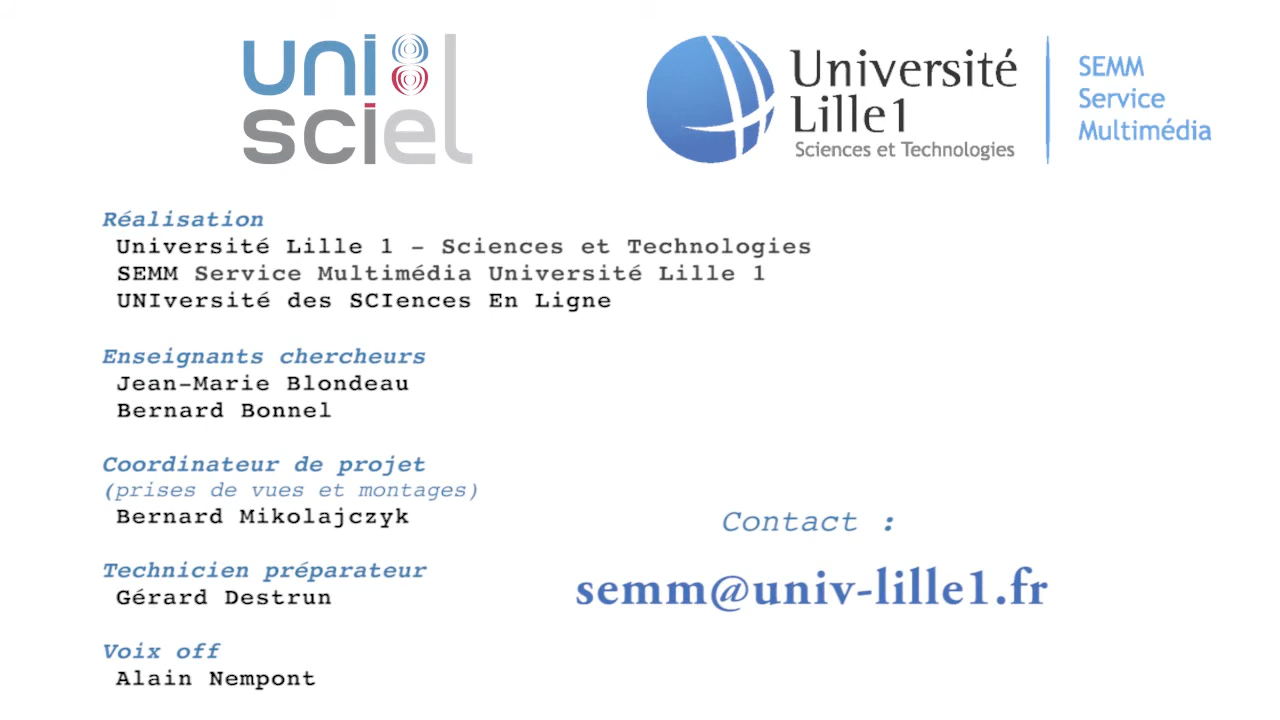 uni
sciel
Université
Lille1
Sciences et Technologies
SEMM
Service
Multimédia
Réalisation
Université Lille 1 - Sciences et Technologies
SEMM Service Multimédia Université Lille 1
UNIversité des SCIences En Ligne
Enseignants chercheurs
Jean-Marie Blondeau
Bernard Bonnel
Coordinateur de projet
(prises de vues et montages)
Bernard Mikolajczyk
Technicien préparateur
Gérard Destrun
Voix off
Alain Nempont
Contact :
semm@univ-lille1.fr